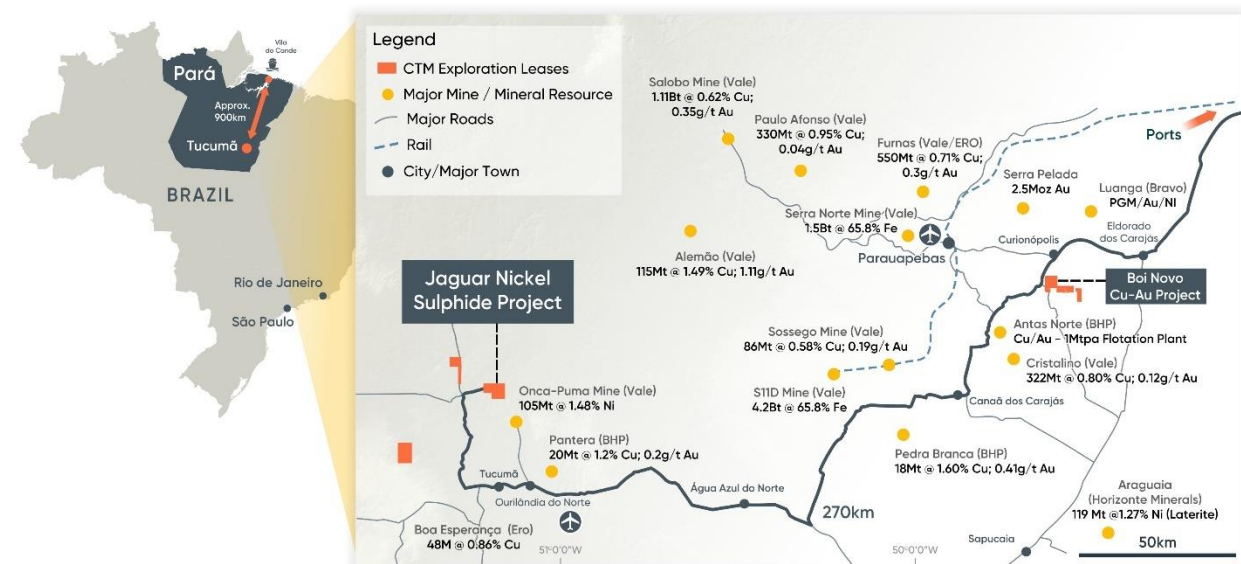 Vila
do Conde
Pará
Approx.
900km
Tucumã
BRAZIL
Rio de Janeiro
São Paulo
Legend
CTM Exploration Leases
Major Mine / Mineral Resource
Major Roads
Rail
City/Major Town
Salobo Mine (Vale)
1.11Bt @ 0.62% Cu;
0.35g/t Au
Paulo Afonso (Vale)
330Mt @ 0.95% Cu;
0.04g/t Au
Furnas (Vale/ERO)
550Mt @ 0.71% Cu;
0.3g/t Au
Ports
Serra Pelada
2.5Moz Au
Luanga (Bravo)
PGM/Au/NI
Serra Norte Mine (Vale)
1.5Bt @ 65.8% Fe
Parauapebas
Curionópolis
Eldorado
dos Carajás
Alemão (Vale)
115Mt @ 1.49% Cu; 1.11g/t Au
Jaguar Nickel
Sulphide Project
Boi Novo
Cu-Au Project
Antas Norte (BHP)
Cu/Au - 1Mtpa Flotation Plant
Sossego Mine (Vale)
86Mt @ 0.58% Cu; 0.19g/t Au
Cristalino (Vale)
322Mt @ 0.80% Cu; 0.12g/t Au
S11D Mine (Vale)
4.2Bt @ 65.8% Fe
Canaã dos Carajás
Onca-Puma Mine (Vale)
105Mt @ 1.48% Ni
Pantera (BHP)
20Mt @ 1.2% Cu; 0.2g/t Au
Pedra Branca (BHP)
18Mt @ 1.60% Cu; 0.41g/t Au
Tucumã
Ourilândia do Norte
Água Azul do Norte
270km
Araguaia
(Horizonte Minerals)
119 Mt @1.27% Ni (Laterite)
Boa Esperança (Ero)
48M @ 0.86% Cu
51°0'0"W
50°0'0"W
Sapucaia
50km